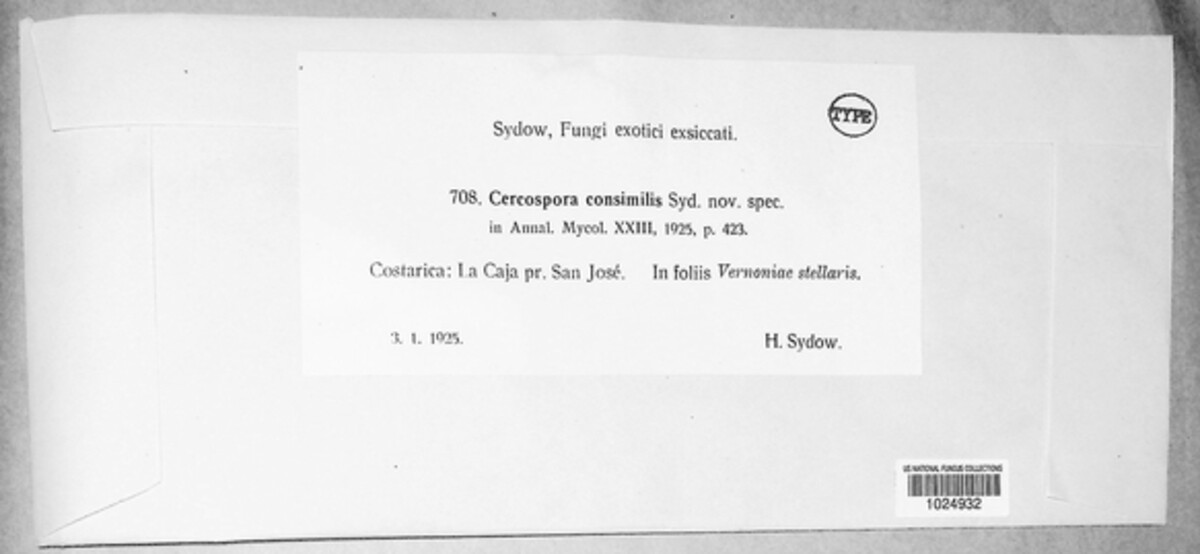 TYPE
Sydow, Fungi exotici exsiccati.
708. Cercospora consimilis Syd. nov. spec.
in Annal. Mycol. XXIII, 1925, p. 423.
Costarica: La Caja pr. San José. In foliis Vernoniae stellaris.
3. 1. 1925. H. Sydow.
US NATIONAL FUNGUS COLLECTIONS
1024932